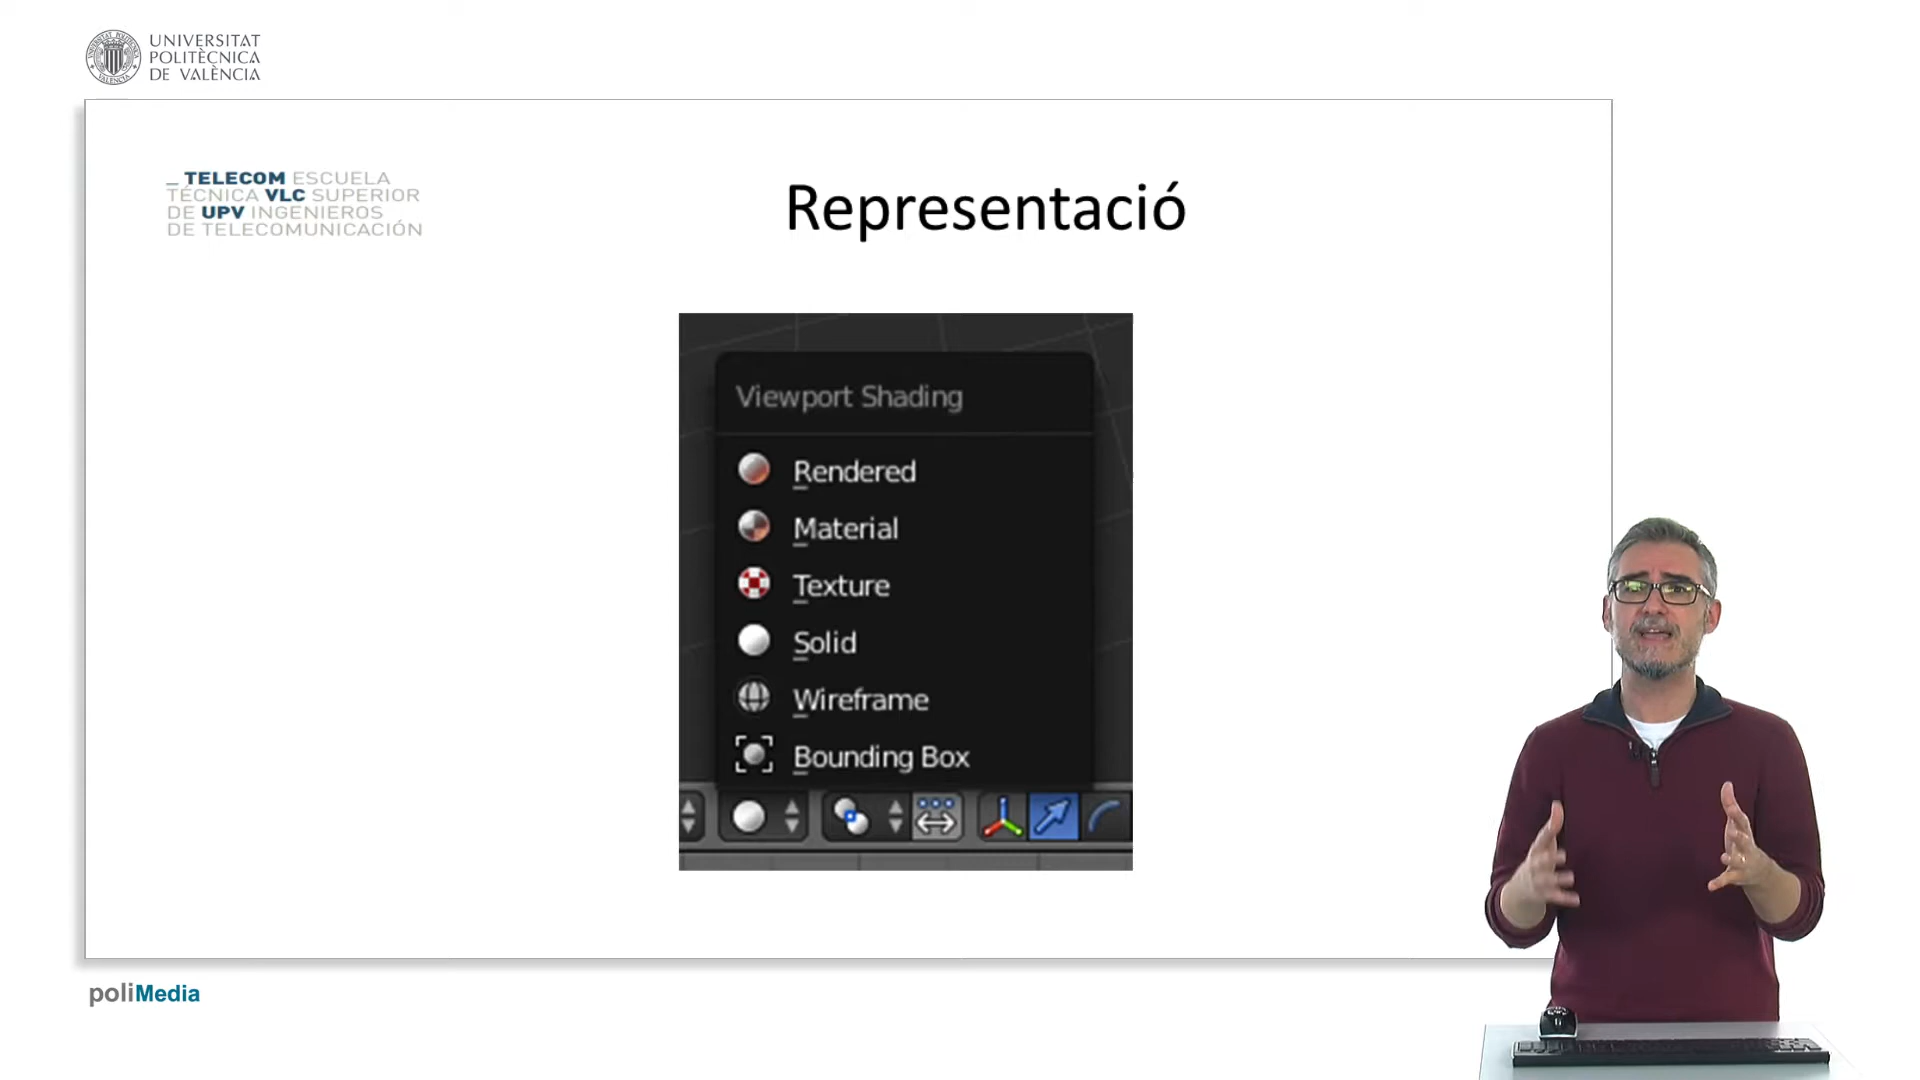 UNIVERSITAT
POLITÈCNICA
DE VALÈNCIA
_ TELECOM ESCUELA
TÉCNICA VLC SUPERIOR
DE UPV INGENIEROS
DE TELECOMUNICACIÓN
Representació
Viewport Shading
Rendered
Material
Texture
Solid
Wireframe
Bounding Box
poliMedia